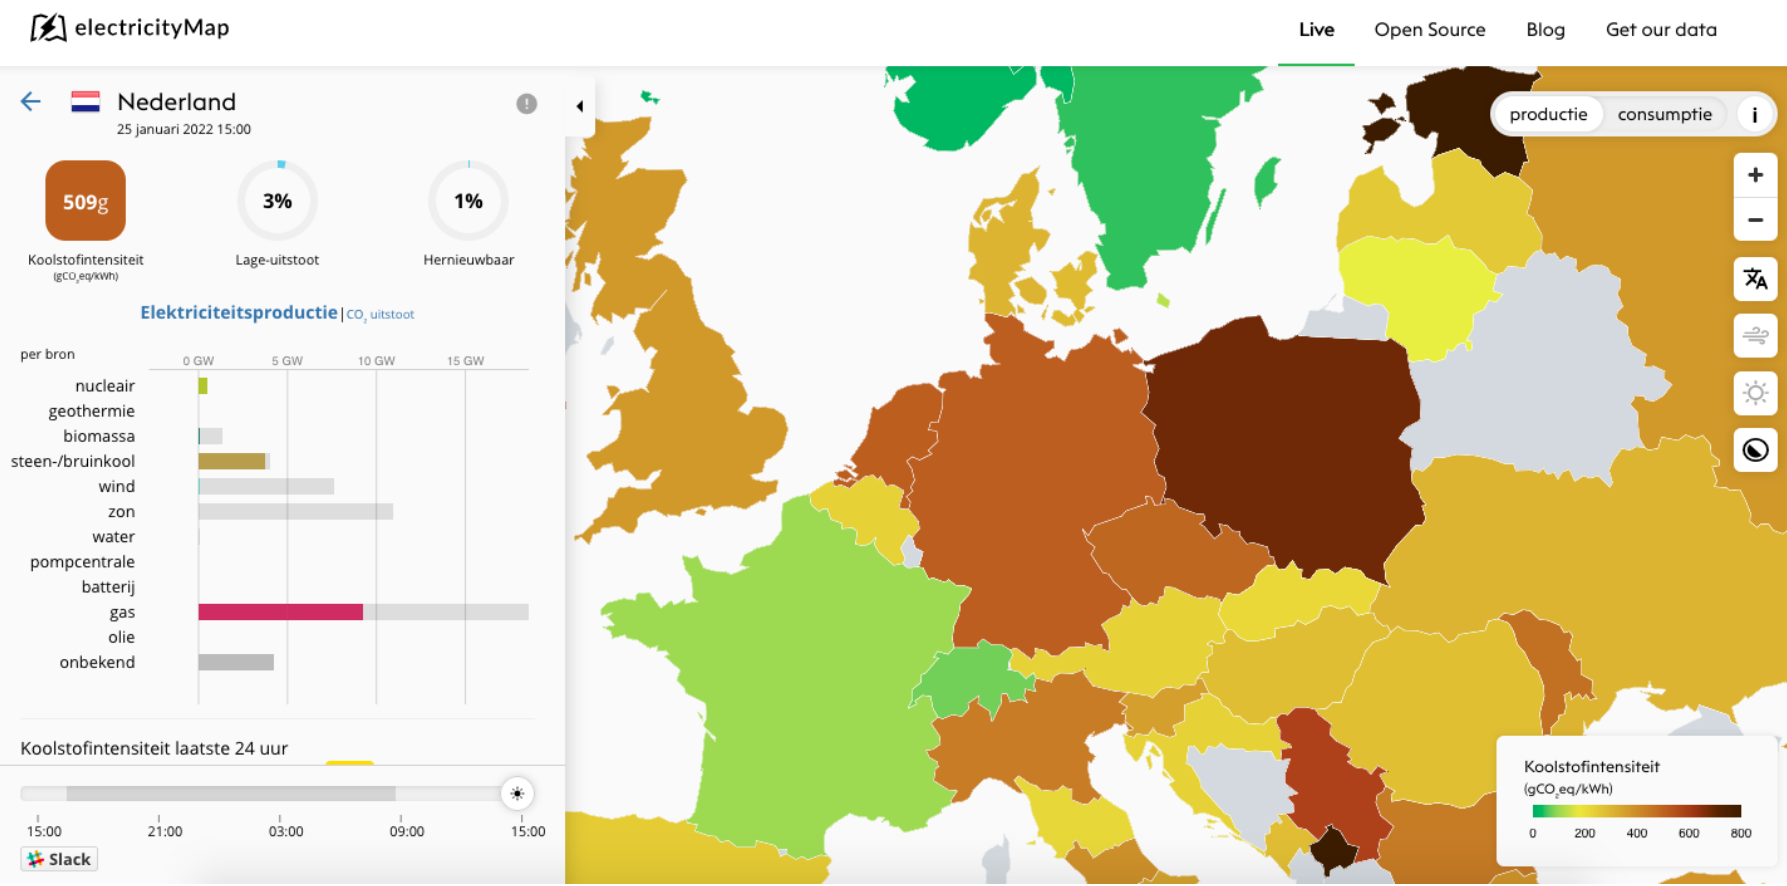 electricityMap
Live
Open Source
Blog
Get our data
Nederland
25 januari 2022 15:00
productie
consumptie
i
509g
3%
1%
Koolstofintensiteit
(gCO₂eq/kWh)
Lage-uitstoot
Hernieuwbaar
Elektriciteitsproductie|CO₂ uitstoot
per bron
0 GW
5 GW
10 GW
15 GW
nucleair
geothermie
biomassa
steen-/bruinkool
wind
zon
water
pompcentrale
batterij
gas
olie
onbekend
Koolstofintensiteit laatste 24 uur
15:00
21:00
03:00
09:00
15:00
Slack
Koolstofintensiteit
(gCO₂eq/kWh)
0
200
400
600
800